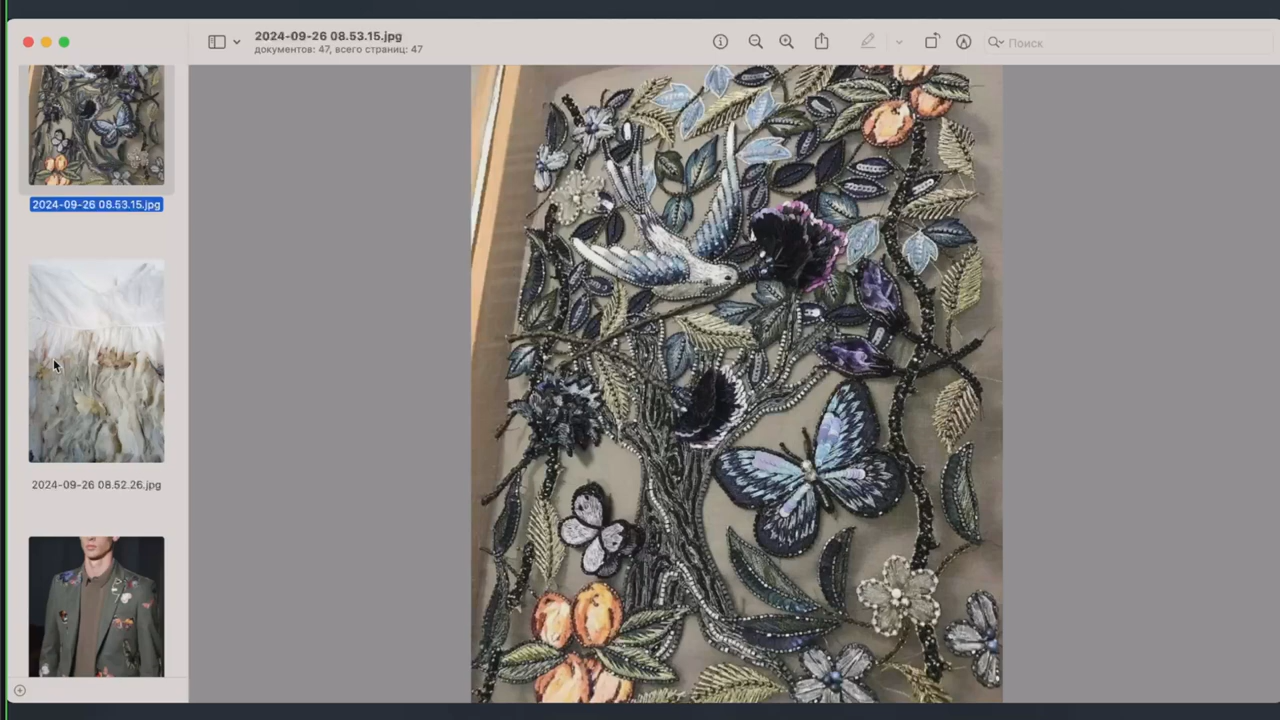 2024-09-26 08.53.15.jpg
документов: 47, всего страниц: 47
Поиск
2024-09-26 08.53.15.jpg
2024-09-26 08.52.26.jpg